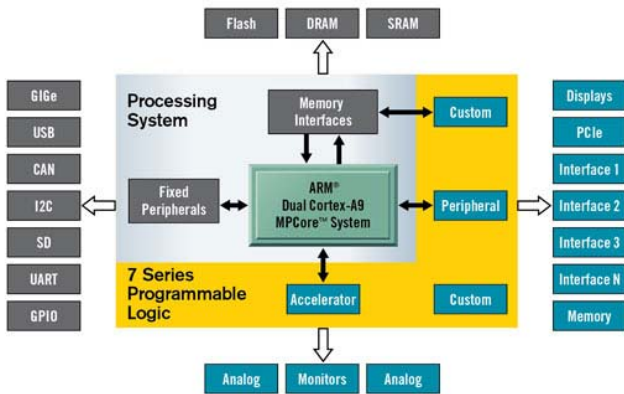 Flash
DRAM
SRAM
GIGe
USB
CAN
I2C
SD
UART
GPIO
Processing
System
Memory
Interfaces
Custom
Fixed
Peripherals
ARM®
Dual Cortex-A9
MPCore™ System
Peripheral
7 Series
Programmable
Logic
Accelerator
Custom
Displays
PCIe
Interface 1
Interface 2
Interface 3
Interface N
Memory
Analog
Monitors
Analog